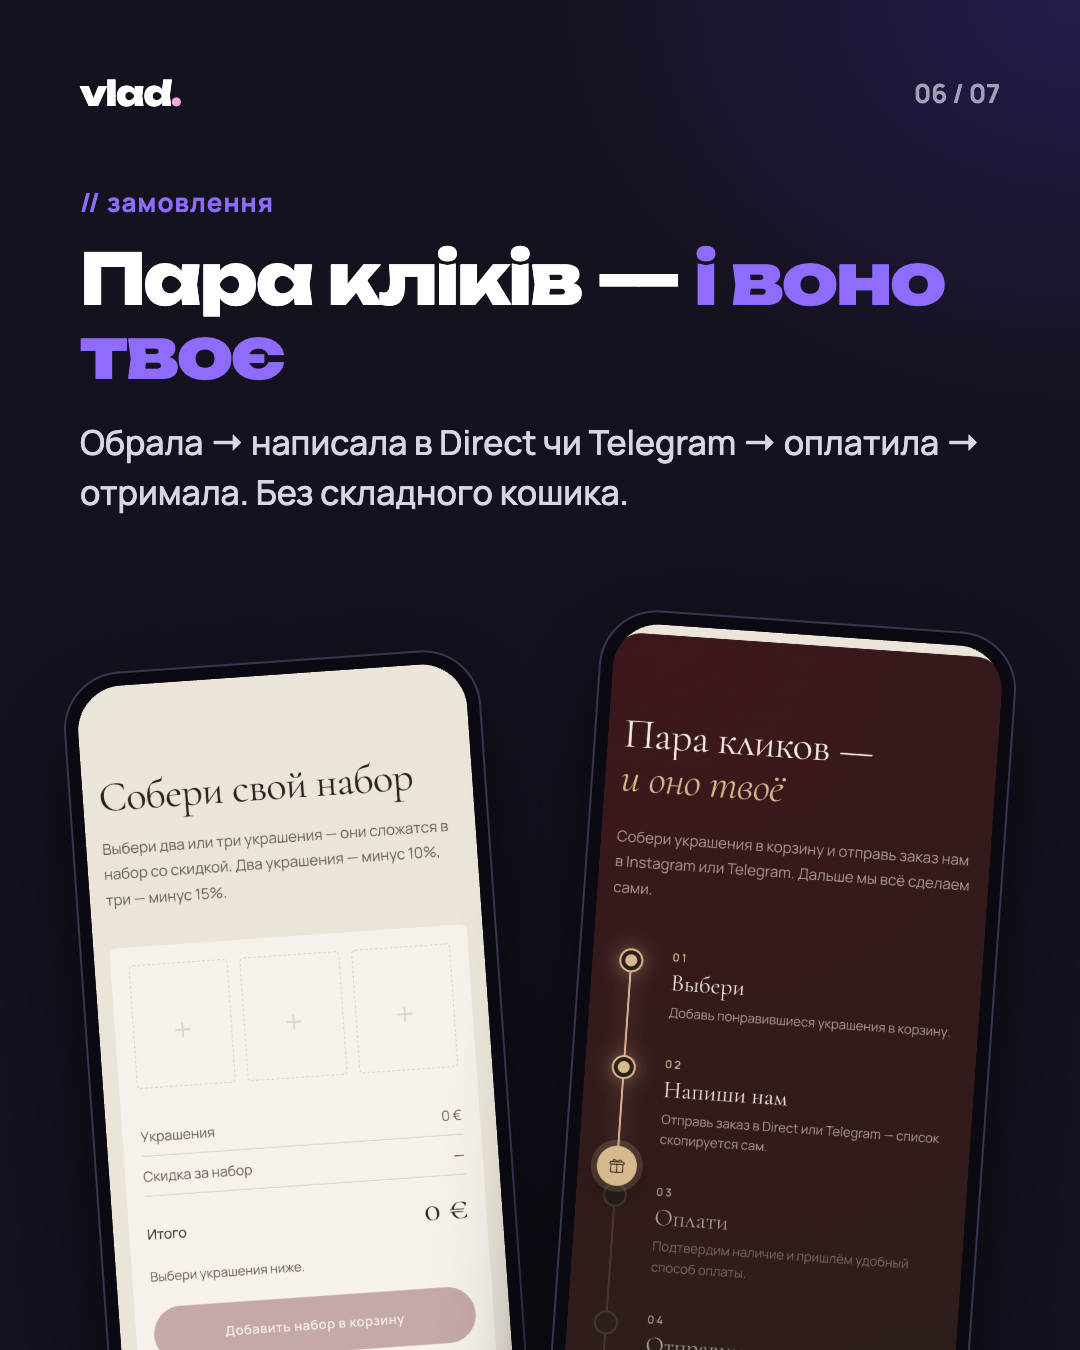 vlad.
06 / 07
// замовлення
Пара кліків — і воно
твоє
Обрала → написала в Direct чи Telegram → оплатила →
отримала. Без складного кошика.
Собери свой набор
Выбери два или три украшения — они сложатся в
набор со скидкой. Два украшения — минус 10%,
три — минус 15%.
+ + +
Украшения 0 €
Скидка за набор –
Итого 0 €
Выбери украшения ниже.
Добавить набор в корзину
Пара кликов —
и оно твоё
Собери украшения в корзину и отправь заказ нам
в Instagram или Telegram. Дальше мы всё сделаем
сами.
01
Выбери
Добавь понравившиеся украшения в корзину.
02
Напиши нам
Отправь заказ в Direct или Telegram — список
скопируется сам.
03
Оплати
Подтвердим наличие и пришлём удобный
способ оплаты.
04